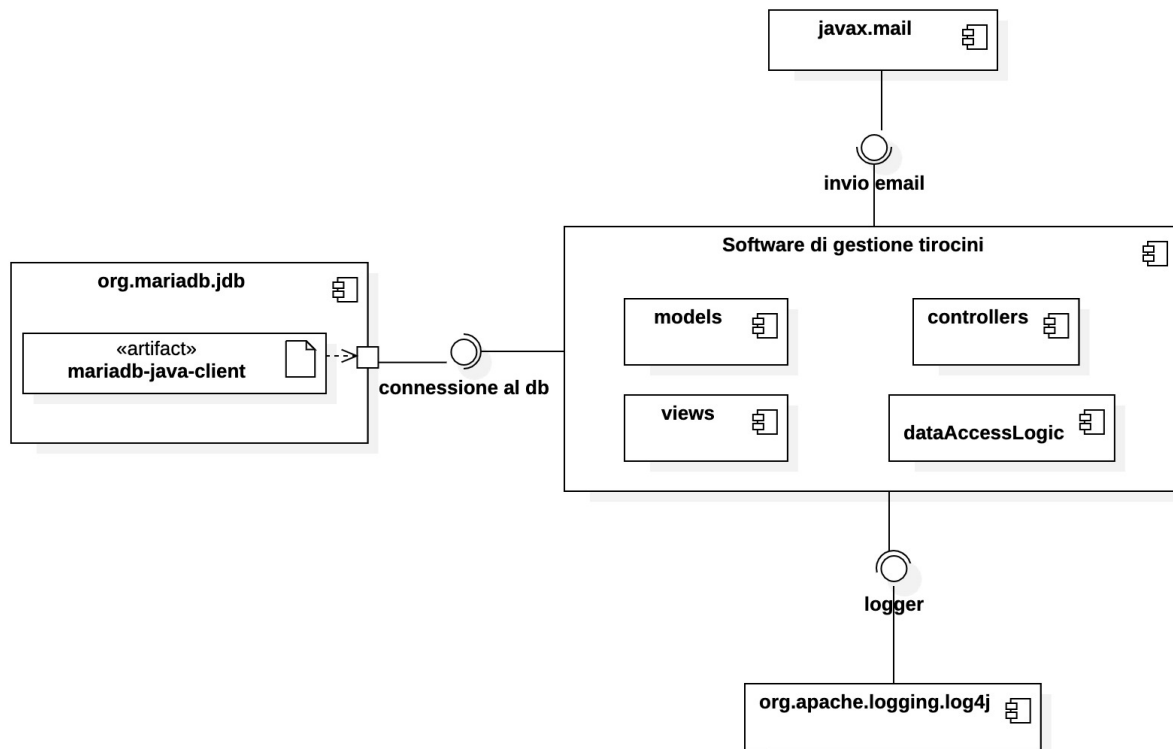 javax.mail
invio email
Software di gestione tirocini
org.mariadb.jdb
«artifact»
mariadb-java-client
connessione al db
models
controllers
views
dataAccessLogic
logger
org.apache.logging.log4j